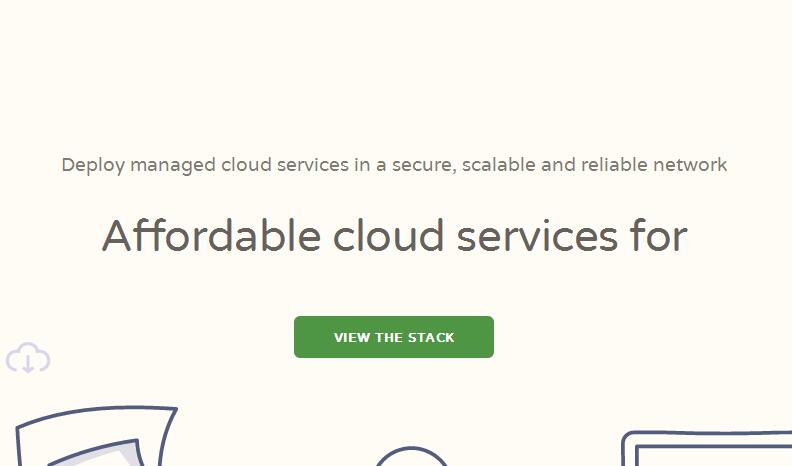 Deploy managed cloud services in a secure, scalable and reliable network
Affordable cloud services for
VIEW THE STACK